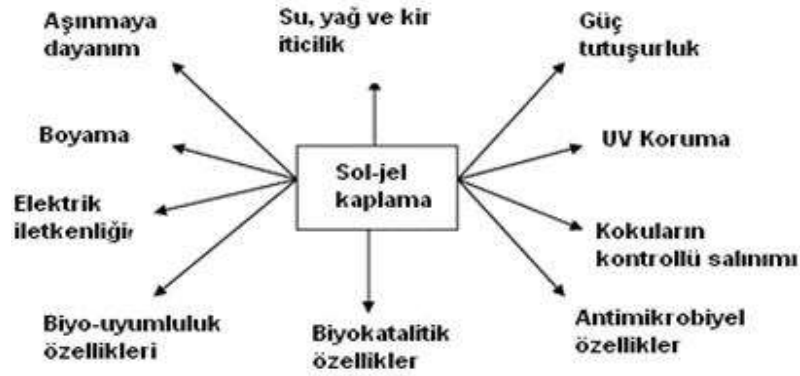 Aşınmaya
dayanım
Su, yağ ve kir
iticilik
Güç
tutuşurluk
Boyama
UV Koruma
Sol-jel
kaplama
Elektrik
iletkenliği,
Kokuların
kontrollü salınımı
Biyo-uyumluluk
özellikleri
Biyokatalitik
özellikler
Antimikrobiyel
özellikler